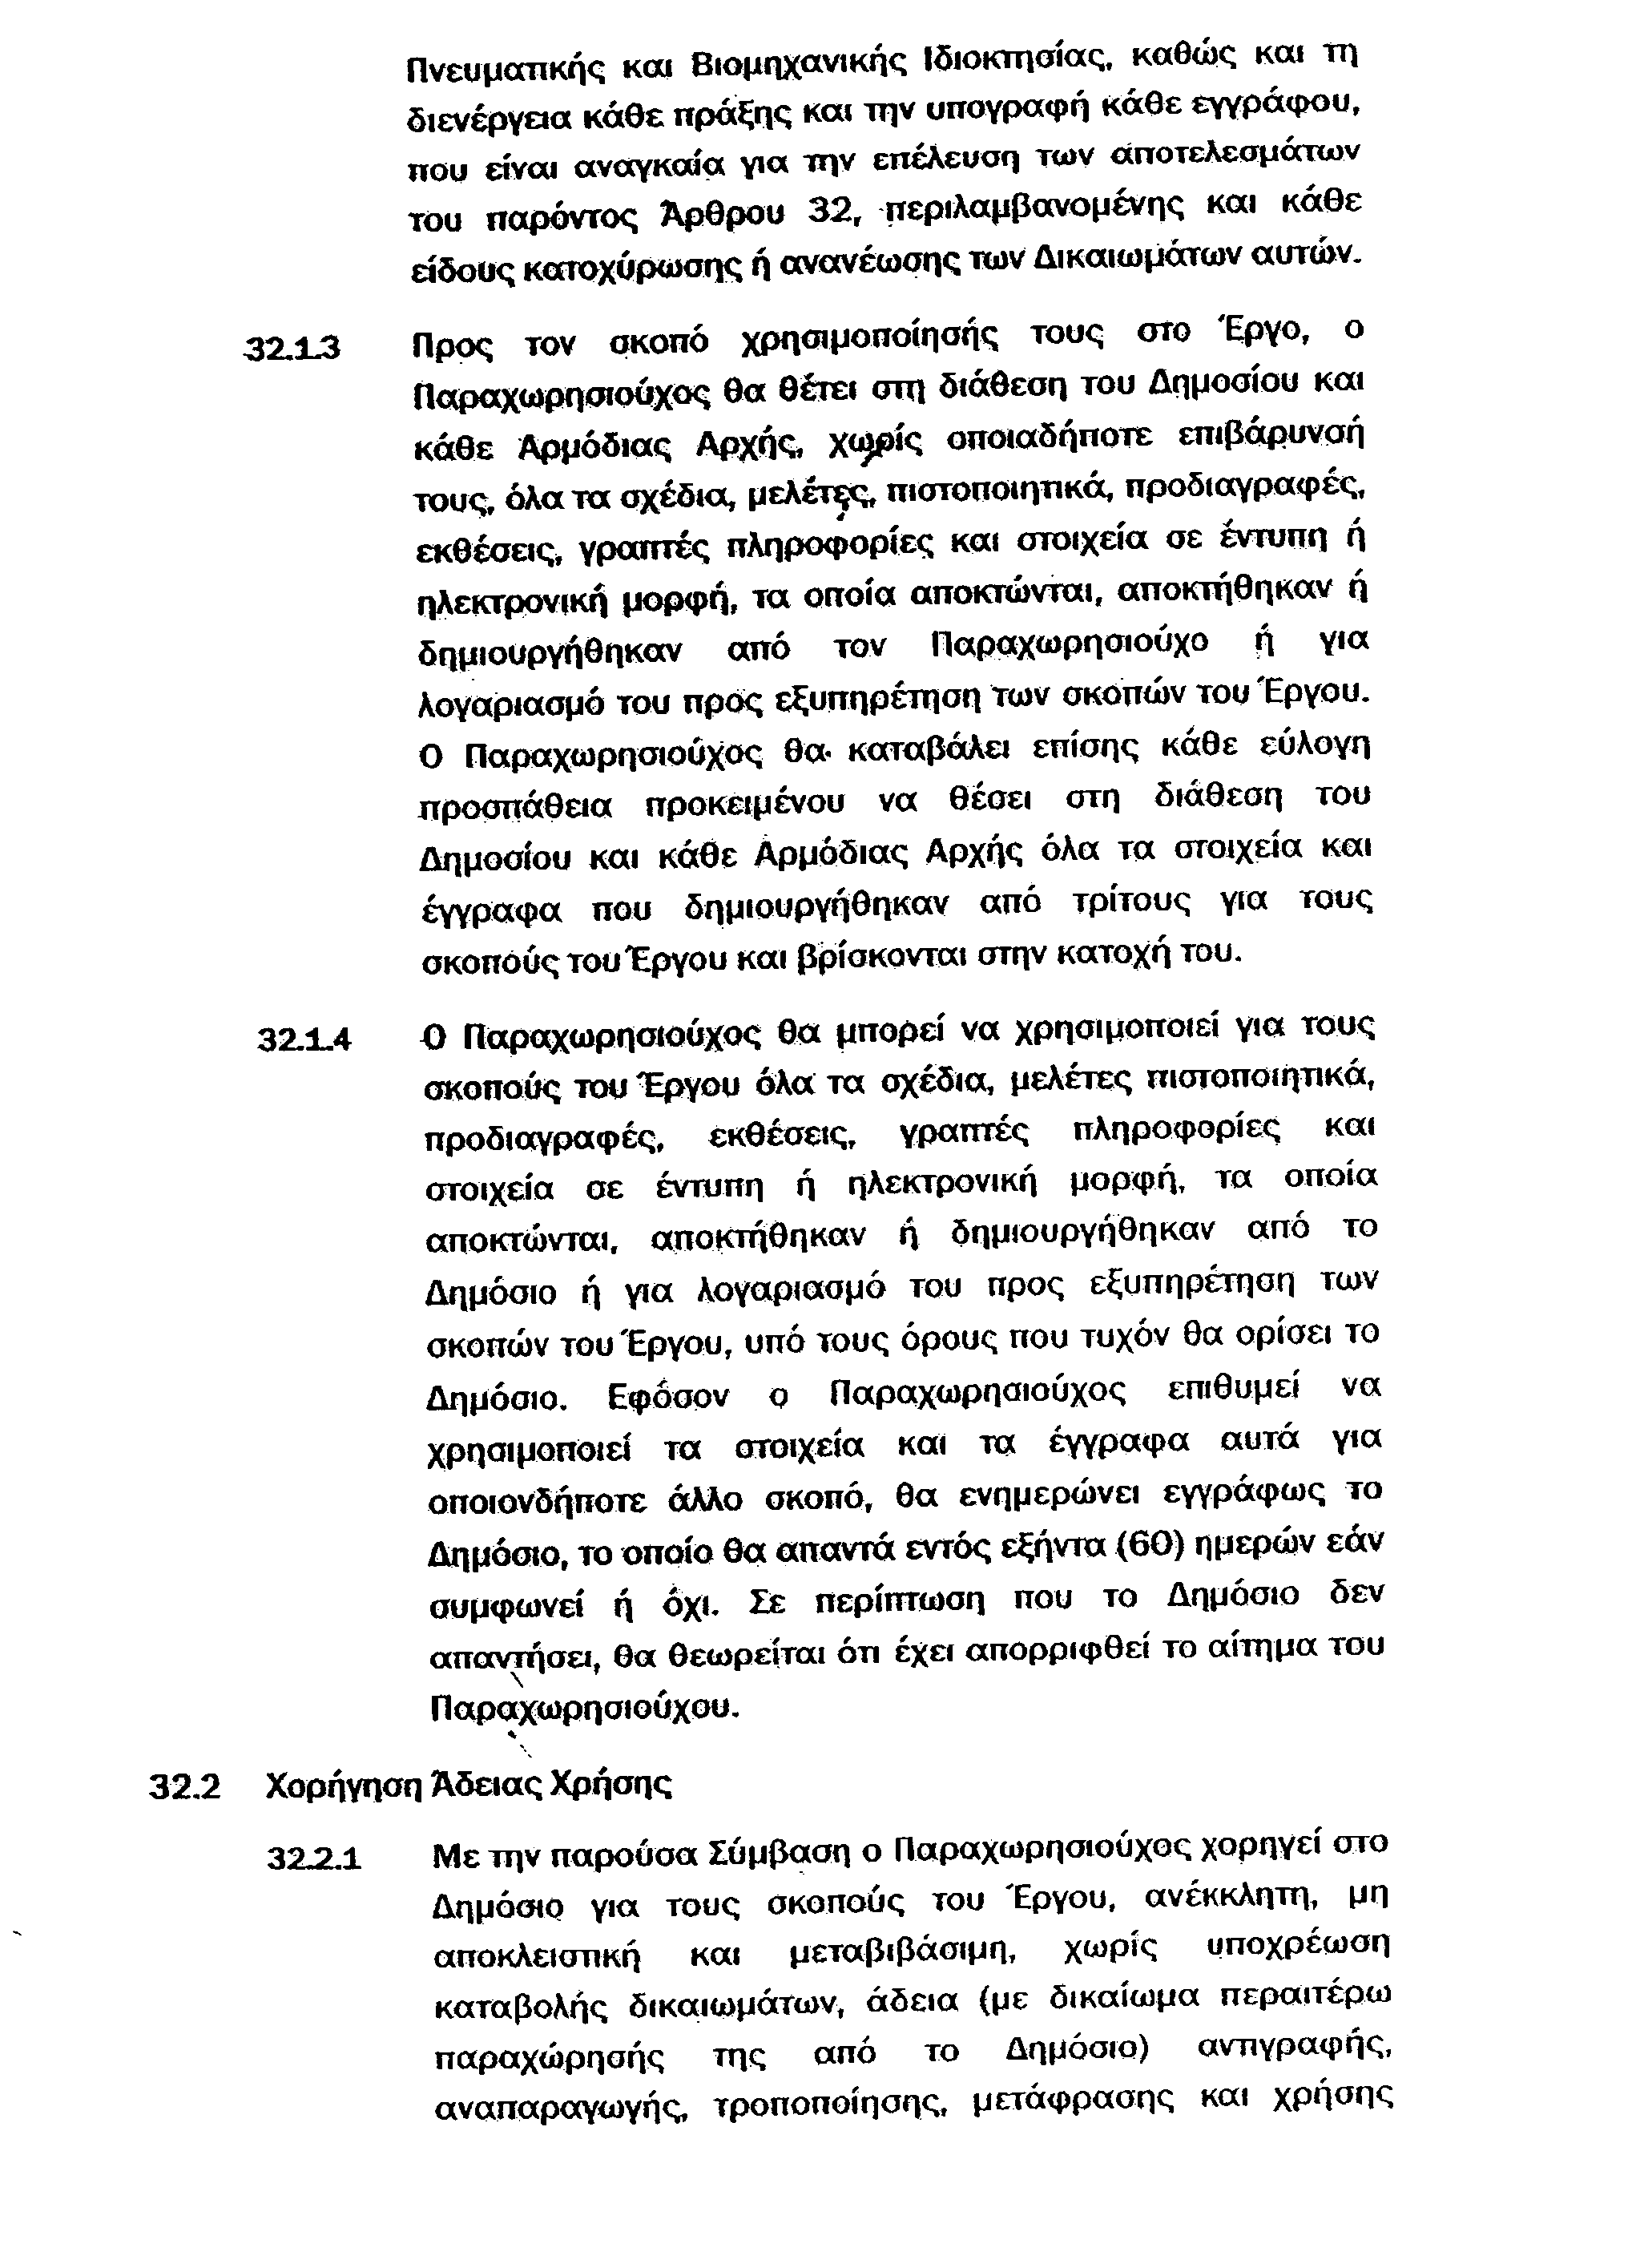 Πνευματικής και Βιομηχανικής Ιδιοκτησίας, καθώς και τη
διενέργεια κάθε πράξης και την υπογραφή κάθε εγγράφου,
που είναι αναγκαία για την επέλευση των αποτελεσμάτων
του παρόντος Άρθρου 32, περιλαμβανομένης και κάθε
είδους κατοχύρωσης ή ανανέωσης των Δικαιωμάτων αυτών.
32.1.3 Προς τον σκοπό χρησιμοποίησής τους στο Έργο, ο
Παραχωρησιούχος θα θέτει στη διάθεση του Δημοσίου και
κάθε Αρμόδιας Αρχής, χωρίς οποιαδήποτε επιβάρυνσή
τους, όλα τα σχέδια, μελέτες, πιστοποιητικά, προδιαγραφές,
εκθέσεις, γραπτές πληροφορίες και στοιχεία σε έντυπη ή
ηλεκτρονική μορφή, τα οποία αποκτώνται, αποκτήθηκαν ή
δημιουργήθηκαν από τον Παραχωρησιούχο ή για
λογαριασμό του προς εξυπηρέτηση των σκοπών του Έργου.
Ο Παραχωρησιούχος θα καταβάλει επίσης κάθε εύλογη
προσπάθεια προκειμένου να θέσει στη διάθεση του
Δημοσίου και κάθε Αρμόδιας Αρχής όλα τα στοιχεία και
έγγραφα που δημιουργήθηκαν από τρίτους για τους
σκοπούς του Έργου και βρίσκονται στην κατοχή του.
32.1.4 Ο Παραχωρησιούχος θα μπορεί να χρησιμοποιεί για τους
σκοπούς του Έργου όλα τα σχέδια, μελέτες πιστοποιητικά,
προδιαγραφές, εκθέσεις, γραπτές πληροφορίες και
στοιχεία σε έντυπη ή ηλεκτρονική μορφή, τα οποία
αποκτώνται, αποκτήθηκαν ή δημιουργήθηκαν από το
Δημόσιο ή για λογαριασμό του προς εξυπηρέτηση των
σκοπών του Έργου, υπό τους όρους που τυχόν θα ορίσει το
Δημόσιο. Εφόσον ο Παραχωρησιούχος επιθυμεί να
χρησιμοποιεί τα στοιχεία και τα έγγραφα αυτά για
οποιονδήποτε άλλο σκοπό, θα ενημερώνει εγγράφως το
Δημόσιο, το οποίο θα απαντά εντός εξήντα (60) ημερών εάν
συμφωνεί ή όχι. Σε περίπτωση που το Δημόσιο δεν
απαντήσει, θα θεωρείται ότι έχει απορριφθεί το αίτημα του
Παραχωρησιούχου.
32.2 Χορήγηση Άδειας Χρήσης
32.2.1 Με την παρούσα Σύμβαση ο Παραχωρησιούχος χορηγεί στο
Δημόσιο για τους σκοπούς του Έργου, ανέκκλητη, μη
αποκλειστική και μεταβιβάσιμη, χωρίς υποχρέωση
καταβολής δικαιωμάτων, άδεια (με δικαίωμα περαιτέρω
παραχώρησής της από το Δημόσιο) αντιγραφής,
αναπαραγωγής, τροποποίησης, μετάφρασης και χρήσης